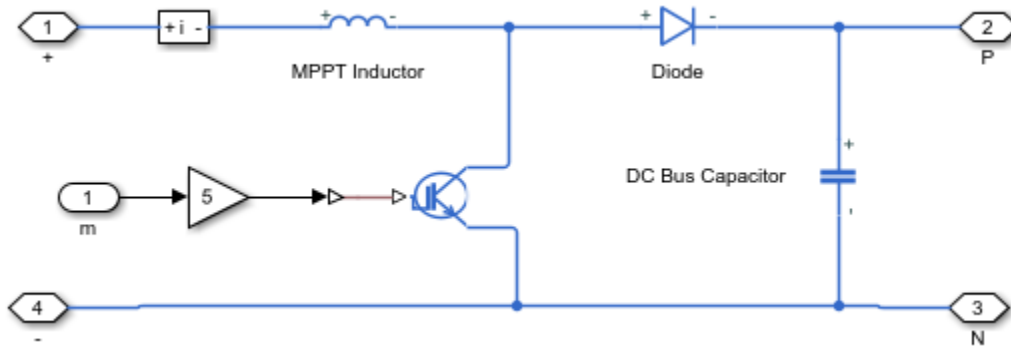 1
+
+ i -
+ -
MPPT Inductor
+ -
Diode
2
P
1
m
5
DC Bus Capacitor
+
-
4
-
3
N